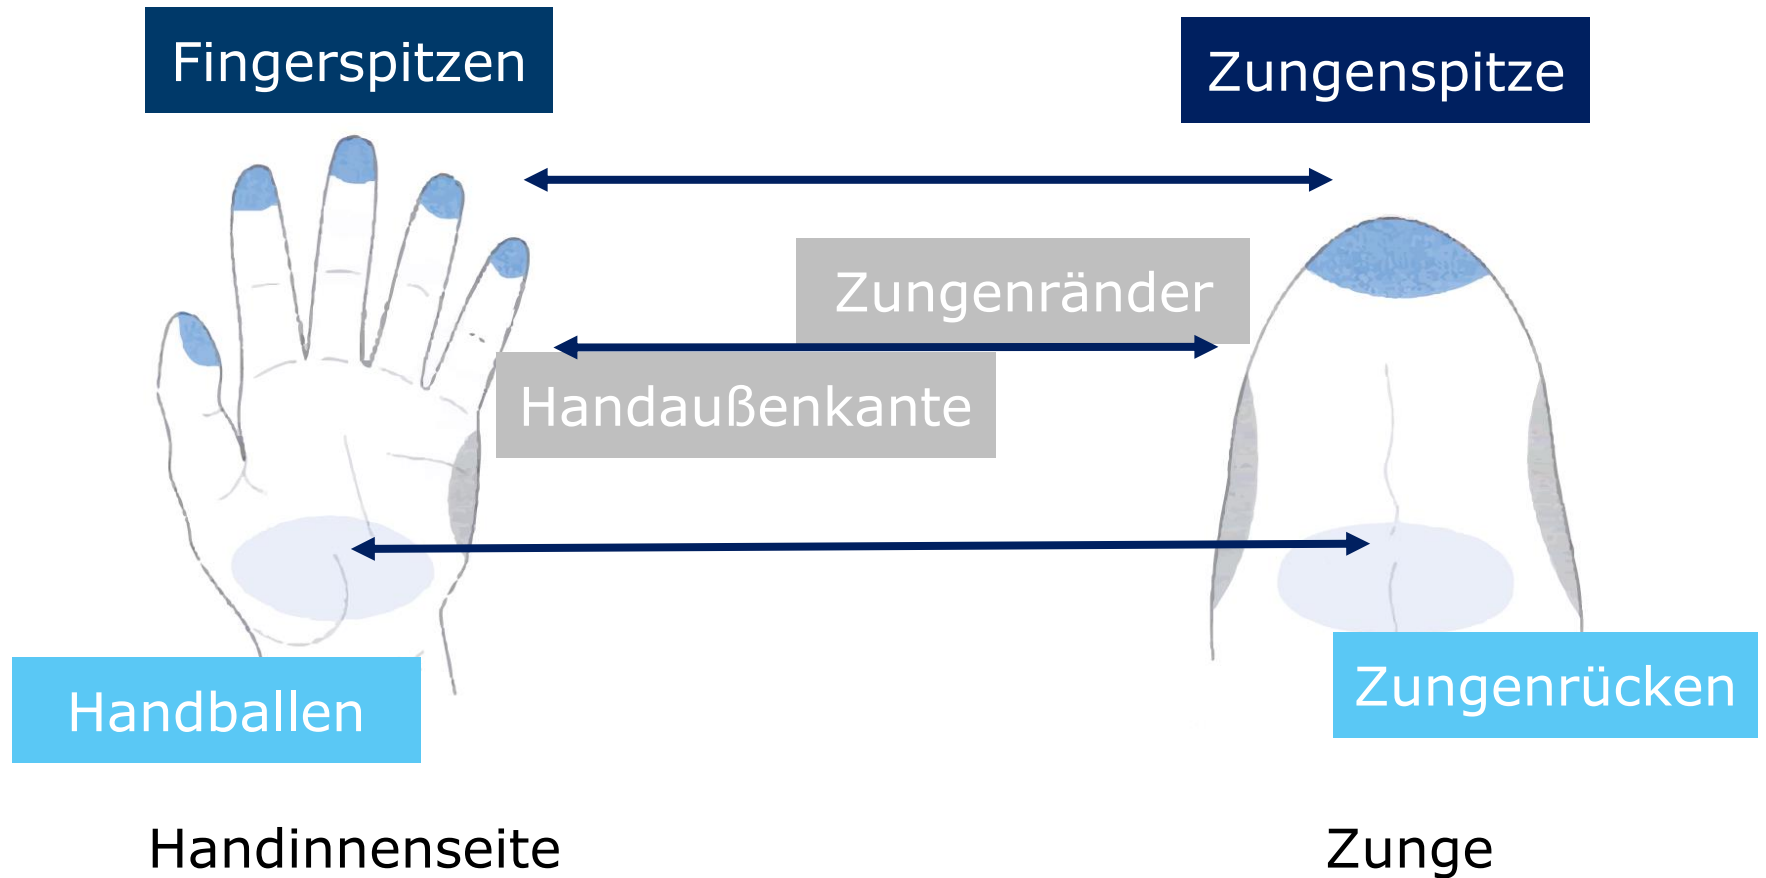 Fingerspitzen
Zungenspitze
Zungenränder
Handaußenkante
Handballen
Zungenrücken
Handinnenseite
Zunge